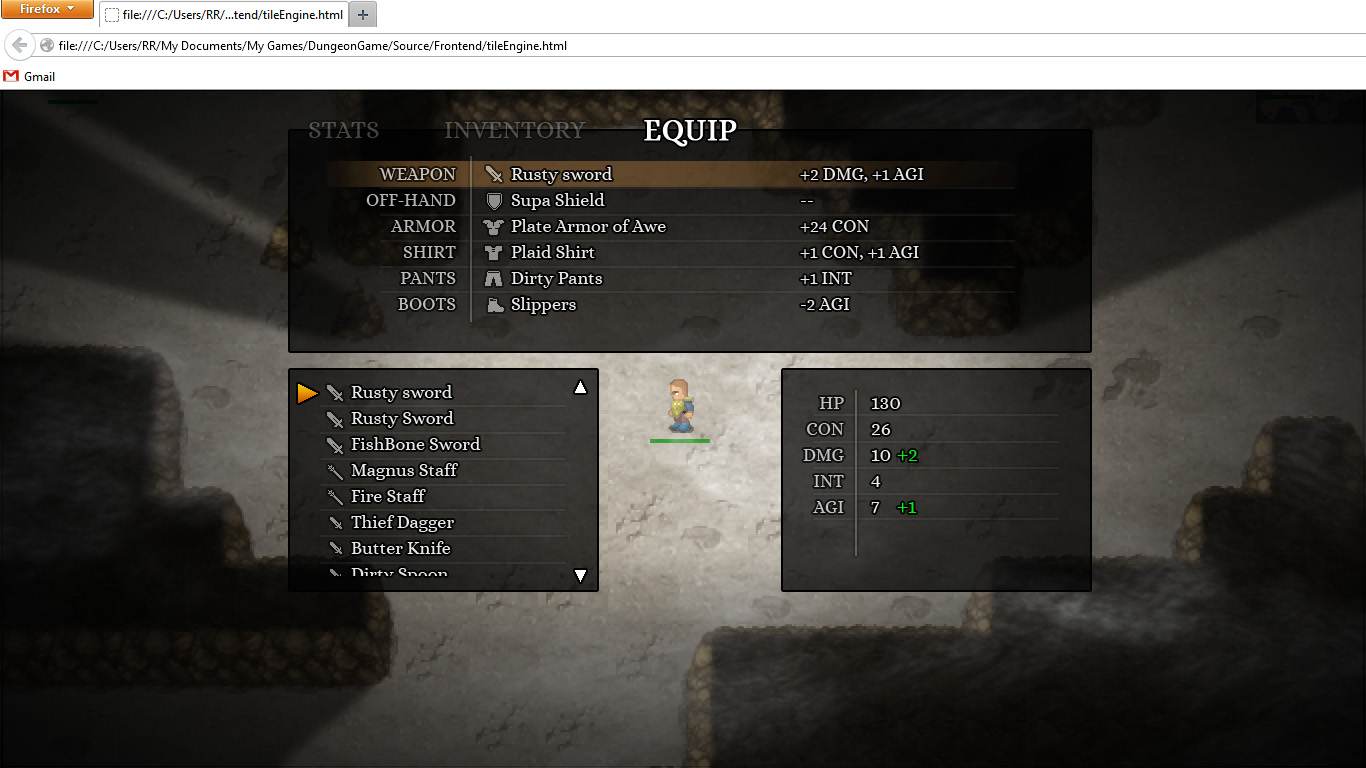 Firefox
file:///C:/Users/RR/...tend/tileEngine.html
file:///C:/Users/RR/My Documents/My Games/DungeonGame/Source/Frontend/tileEngine.html
Gmail
STATS INVENTORY EQUIP
WEAPON Rusty sword +2 DMG, +1 AGI
OFF-HAND Supa Shield --
ARMOR Plate Armor of Awe +24 CON
SHIRT Plaid Shirt +1 CON, +1 AGI
PANTS Dirty Pants +1 INT
BOOTS Slippers -2 AGI
Rusty sword
Rusty Sword
FishBone Sword
Magnus Staff
Fire Staff
Thief Dagger
Butter Knife
Dirty Spoon
HP 130
CON 26
DMG 10 +2
INT 4
AGI 7 +1